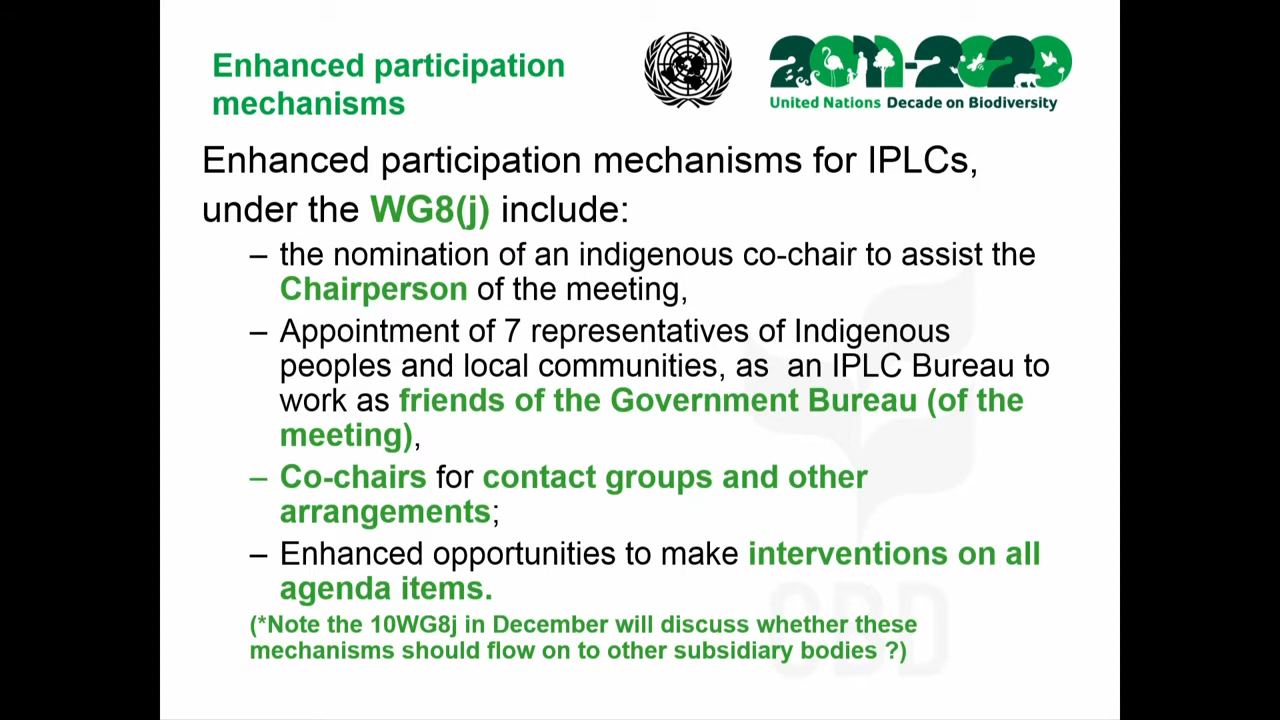 Enhanced participation
mechanisms
2011-2020
United Nations Decade on Biodiversity
Enhanced participation mechanisms for IPLCs,
under the WG8(j) include:
– the nomination of an indigenous co-chair to assist the
Chairperson of the meeting,
– Appointment of 7 representatives of Indigenous
peoples and local communities, as  an IPLC Bureau to
work as friends of the Government Bureau (of the
meeting),
– Co-chairs for contact groups and other
arrangements;
– Enhanced opportunities to make interventions on all
agenda items.
(*Note the 10WG8j in December will discuss whether these
mechanisms should flow on to other subsidiary bodies ?)
CBD